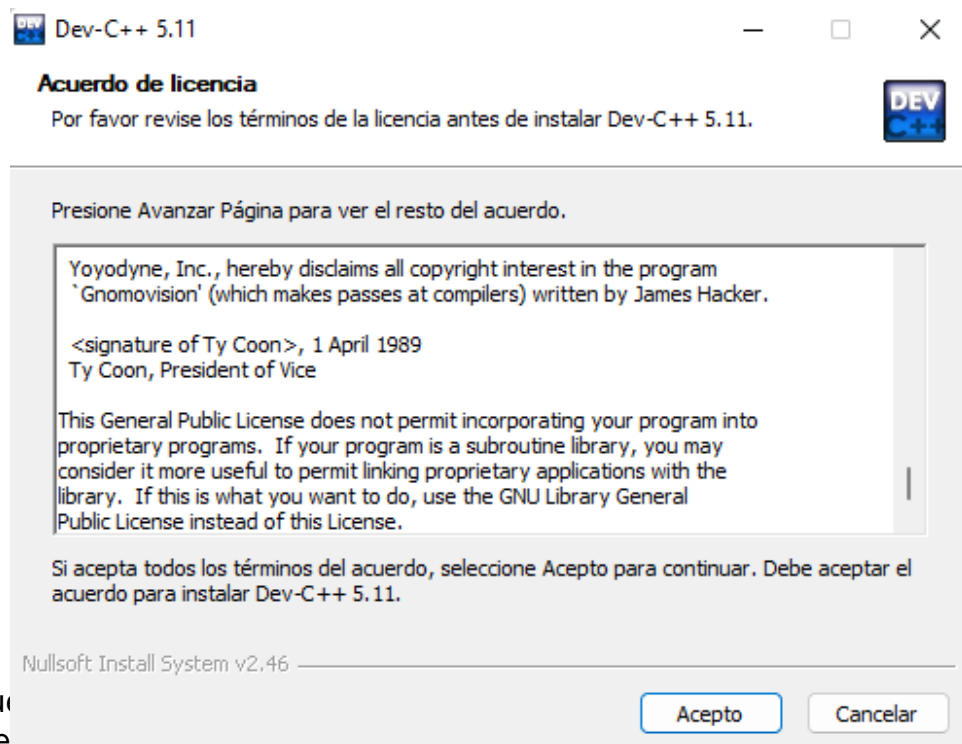 Dev-C++ 5.11
Acuerdo de licencia
Por favor revise los términos de la licencia antes de instalar Dev-C++ 5.11.
DEV
C++
Presione Avanzar Página para ver el resto del acuerdo.
Yoyodyne, Inc., hereby disclaims all copyright interest in the program
`Gnomovision' (which makes passes at compilers) written by James Hacker.
<signature of Ty Coon>, 1 April 1989
Ty Coon, President of Vice
This General Public License does not permit incorporating your program into
proprietary programs.  If your program is a subroutine library, you may
consider it more useful to permit linking proprietary applications with the
library.  If this is what you want to do, use the GNU Library General
Public License instead of this License.
Si acepta todos los términos del acuerdo, seleccione Acepto para continuar. Debe aceptar el
acuerdo para instalar Dev-C++ 5.11.
Nullsoft Install System v2.46
Acepto
Cancelar